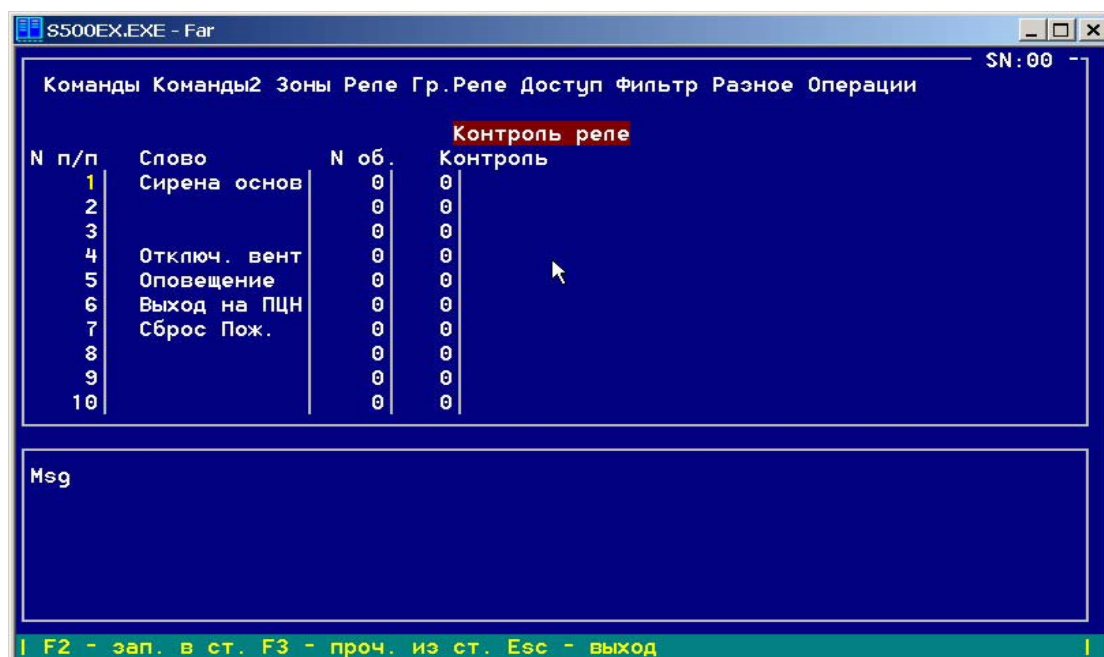 S500EX.EXE - Far
SN:00
Команды Команды2 Зоны Реле Гр.Реле Доступ Фильтр Разное Операции
Контроль реле
N п/п Слово N об. Контроль
1 Сирена основ 0 0
2 0 0
3 0 0
4 Отключ. вент 0 0
5 Оповещение 0 0
6 Выход на ПЦН 0 0
7 Сброс Пож. 0 0
8 0 0
9 0 0
10 0 0
Msg
F2 - зап. в ст. F3 - проч. из ст. Esc - выход